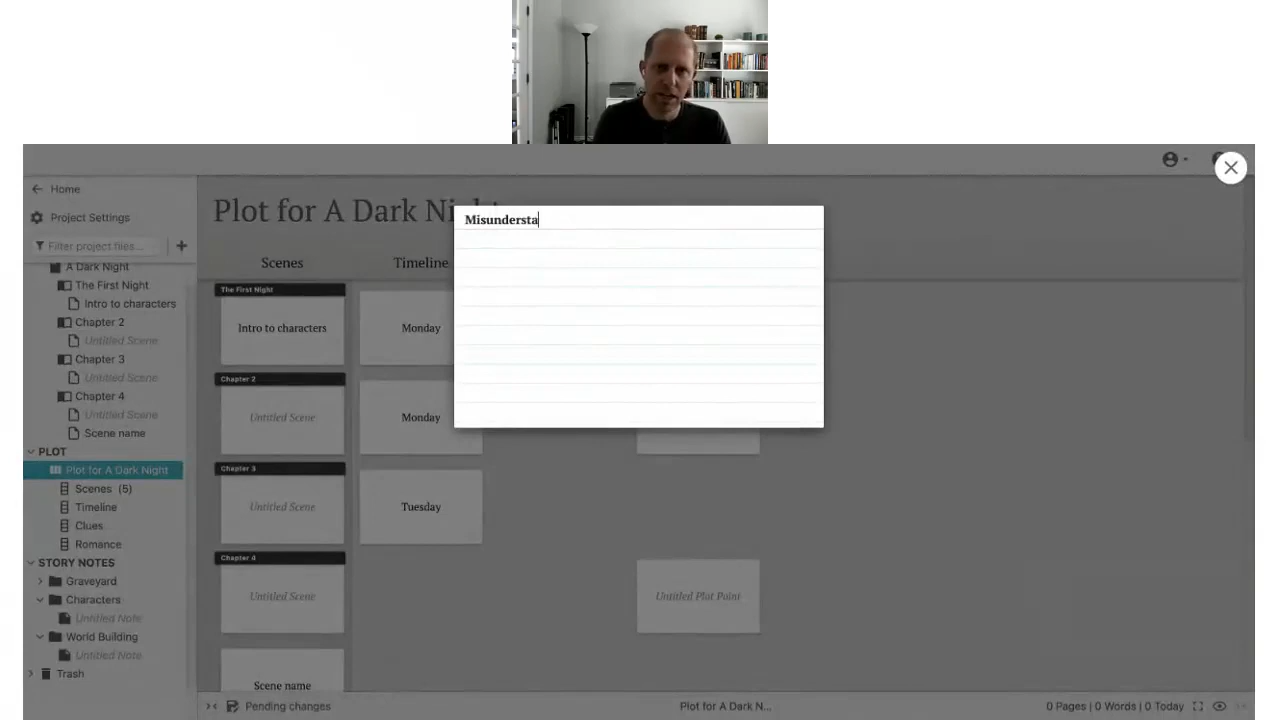 Home
Project Settings
Filter project files...
A Dark Night
The First Night
Intro to characters
Chapter 2
Untitled Scene
Chapter 3
Untitled Scene
Chapter 4
Untitled Scene
Scene name
PLOT
Plot for A Dark Night
Scenes (5)
Timeline
Clues
Romance
STORY NOTES
Graveyard
Characters
Untitled Note
World Building
Untitled Note
Trash
Plot for A Dark
Scenes
Timeline
The First Night
Intro to characters
Monday
Chapter 2
Untitled Scene
Monday
Chapter 3
Untitled Scene
Tuesday
Chapter 4
Untitled Scene
Untitled Plot Point
Scene name
Misundersta
Pending changes
Plot for A Dark N...
0 Pages | 0 Words | 0 Today